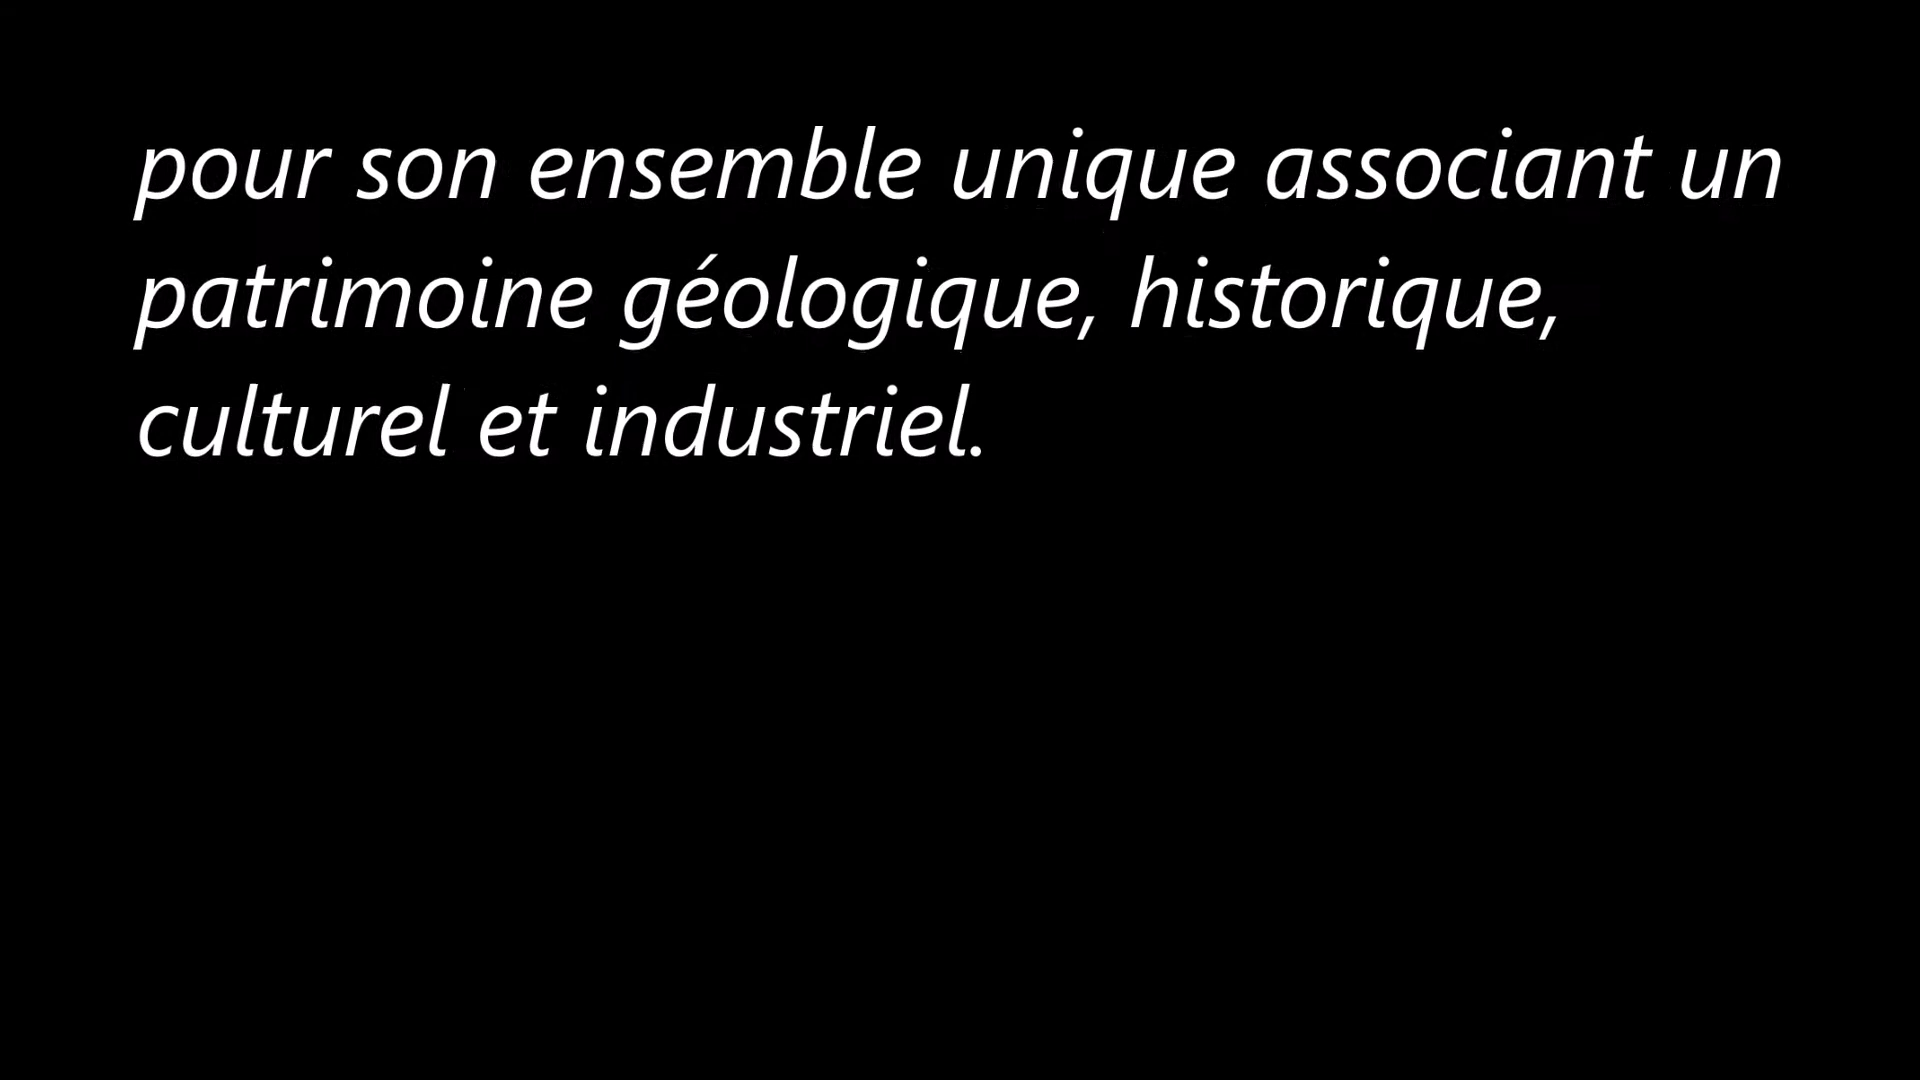 pour son ensemble unique associant un
patrimoine géologique, historique,
culturel et industriel.